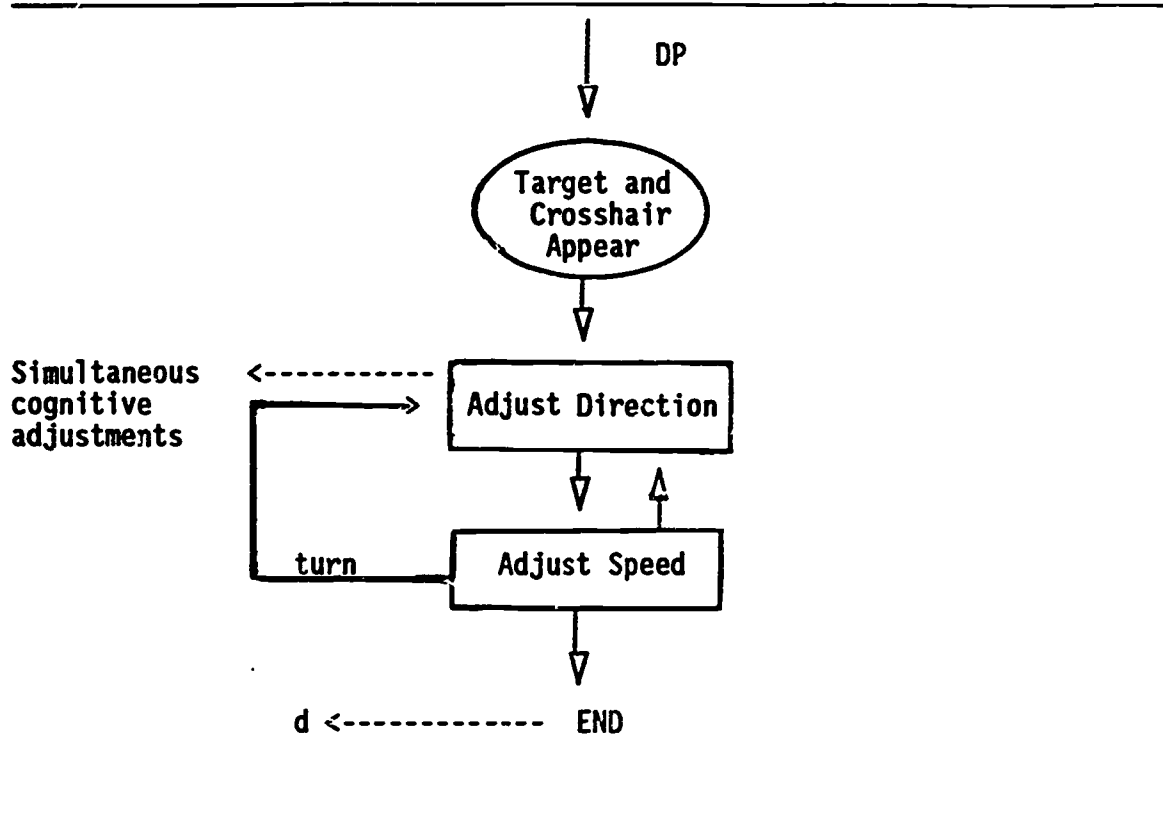 DP
Target and
Crosshair
Appear
Simultaneous
cognitive
adjustments
Adjust Direction
turn
Adjust Speed
d
END